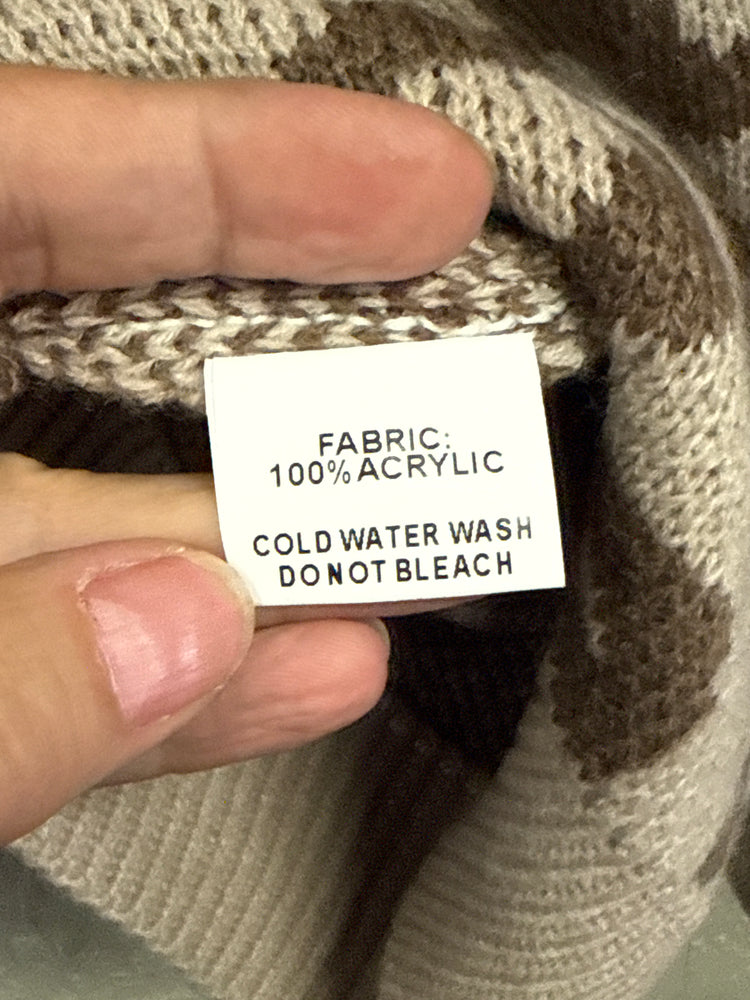 FABRIC:
100% ACRYLIC
COLD WATER WASH
DO NOT BLEACH